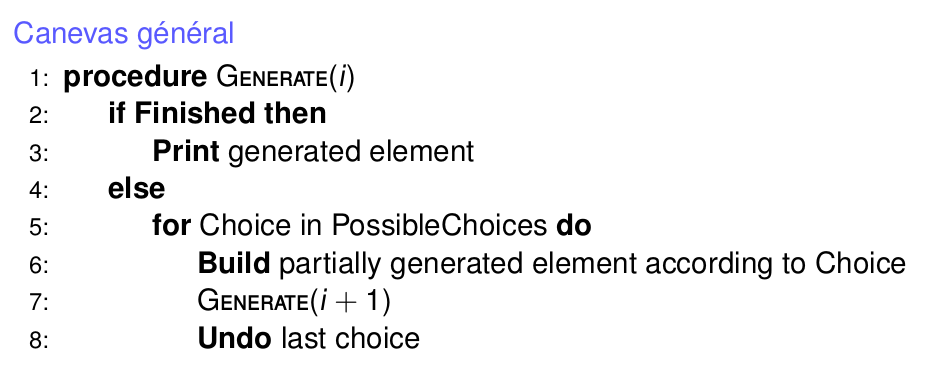 Canevas général
1: procedure GENERATE(i)
2: if Finished then
3: Print generated element
4: else
5: for Choice in PossibleChoices do
6: Build partially generated element according to Choice
7: GENERATE(i + 1)
8: Undo last choice